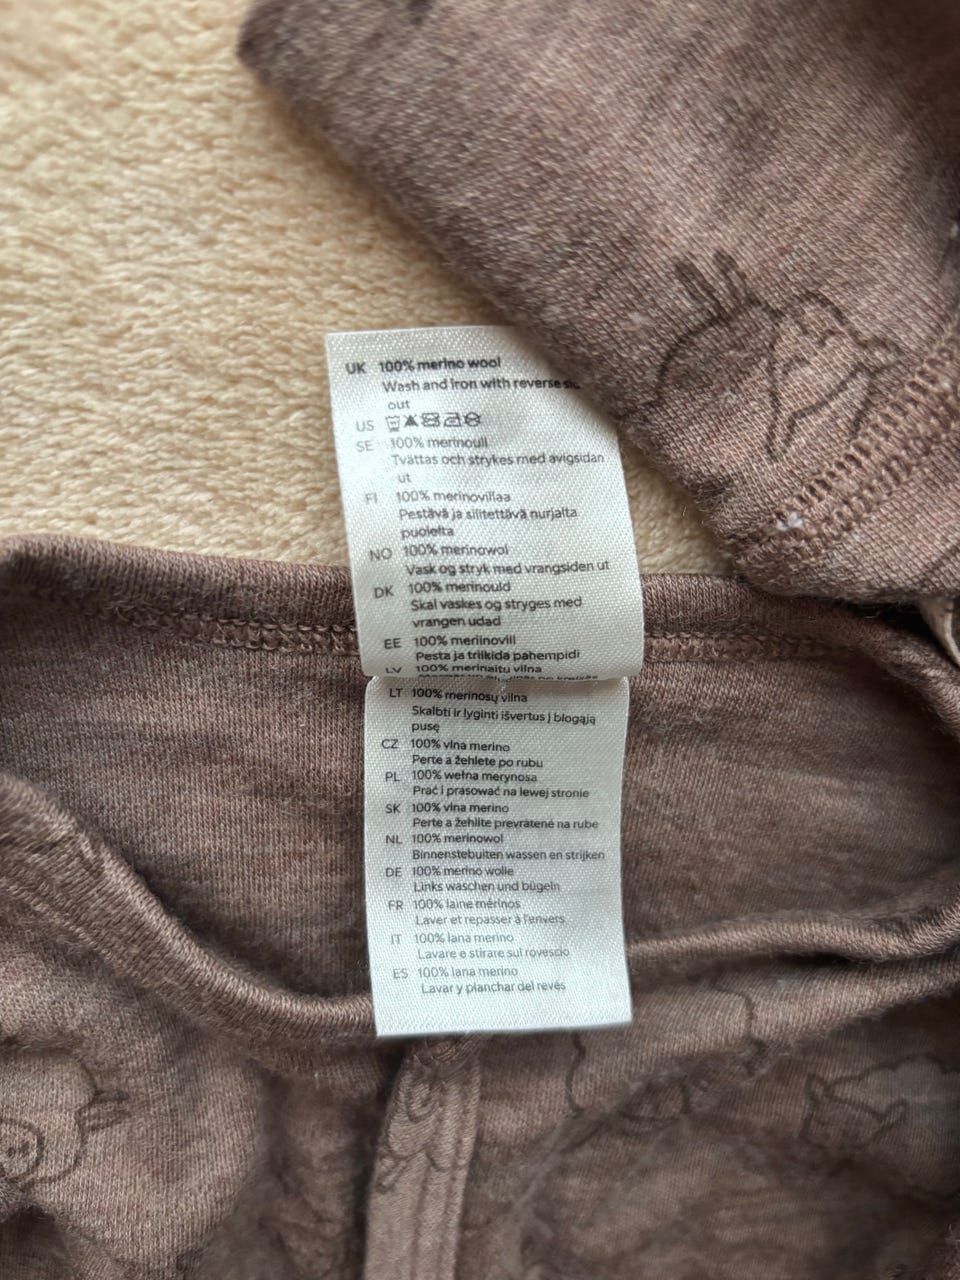 UK 100% merino wool
Wash and iron with reverse
out
US
SE 100% merinoull
Tvättas och strykes med avigsidan
ut
FI 100% merinovillaa
Pestävä ja silitettävä nurjalta
puolelta
NO 100% merinowol
Vask og stryk med vrangsiden ut
DK 100% merinould
Skal vaskes og stryges med
vrangen udad
EE 100% meriinovill
Pesta ja triikida pahempidi
LV 100% merinaitu vilna
LT 100% merinosų vilna
Skalbti ir lyginti išvertus į blogąją
pusę
CZ 100% vlna merino
Perte a žehlete po rubu
PL 100% wełna merynosa
Prać i prasować na lewej stronie
SK 100% vlna merino
Perte a žehlite prevrátené na rube
NL 100% merinowol
Binnenstebuiten wassen en strijken
DE 100% merino wolle
Links waschen und bügeln
FR 100% laine mérinos
Laver et repasser à l'envers
IT 100% lana merino
Lavare e stirare sul rovescio
ES 100% lana merino
Lavar y planchar del revés